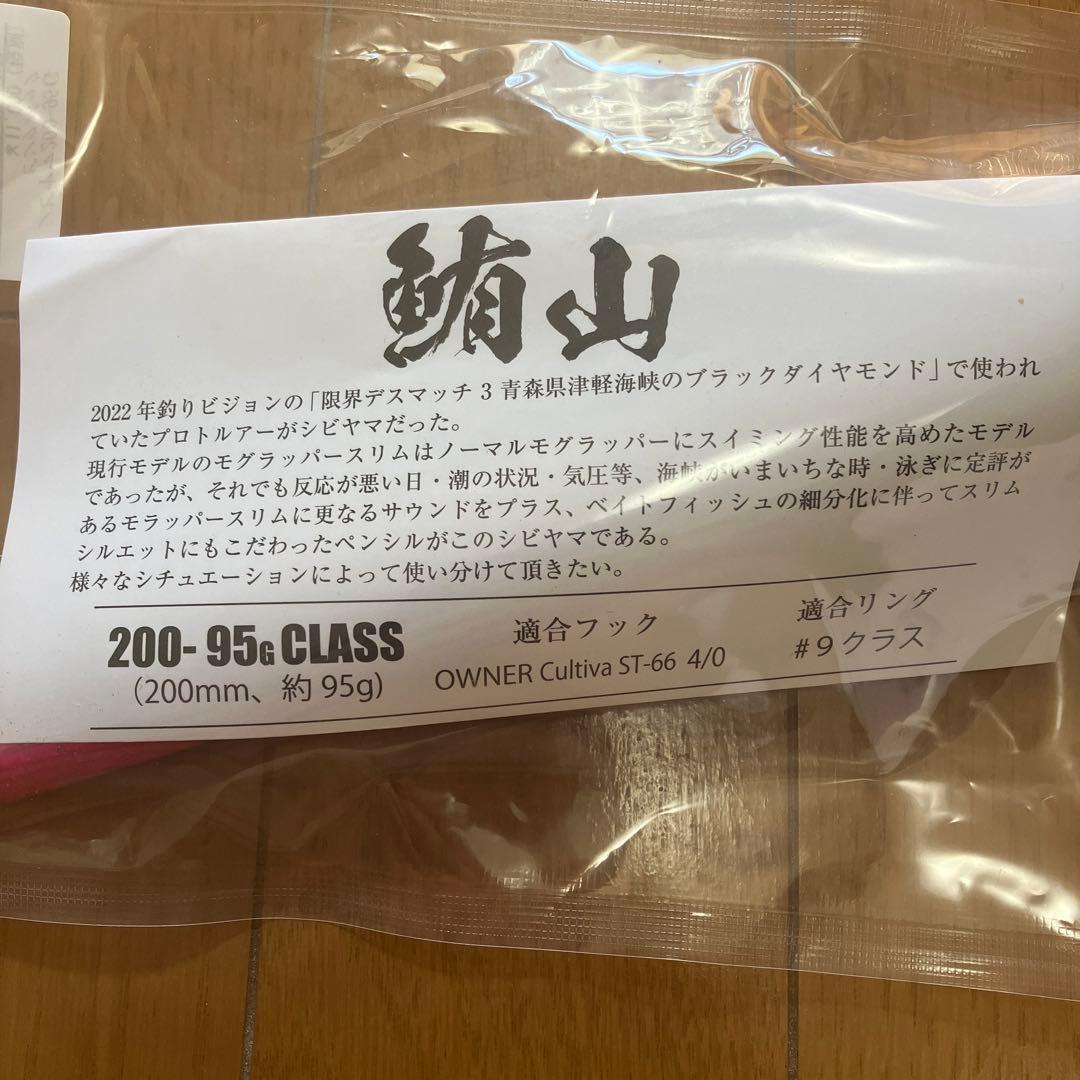 鮪山
2022年釣りビジョンの「限界デスマッチ3 青森県津軽海峡のブラックダイヤモンド」で使われ
ていたプロトルアーがシビヤマだった。
現行モデルのモグラッパースリムはノーマルモグラッパーにスイミング性能を高めたモデル
であったが、それでも反応が悪い日・潮の状況・気圧等、海峡がいまいちな時・泳ぎに定評が
あるモラッパースリムに更なるサウンドをプラス、ベイトフィッシュの細分化に伴ってスリム
シルエットにもこだわったペンシルがこのシビヤマである。
様々なシチュエーションによって使い分けて頂きたい。
200- 95G CLASS
(200mm、約95g)
適合フック
OWNER Cultiva ST-66 4/0
適合リング
#9クラス